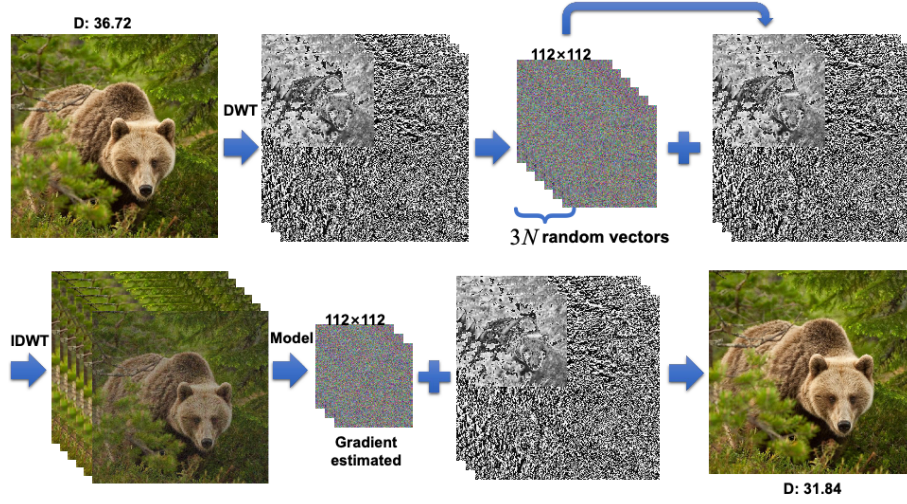 D: 36.72
DWT
112×112
3N random vectors
IDWT
Model
112×112
Gradient
estimated
D: 31.84